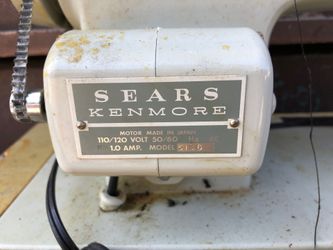 SEARS
KENMORE
MOTOR MADE IN JAPAN
110/120 VOLT 50/60
1.0 AMP. MODEL